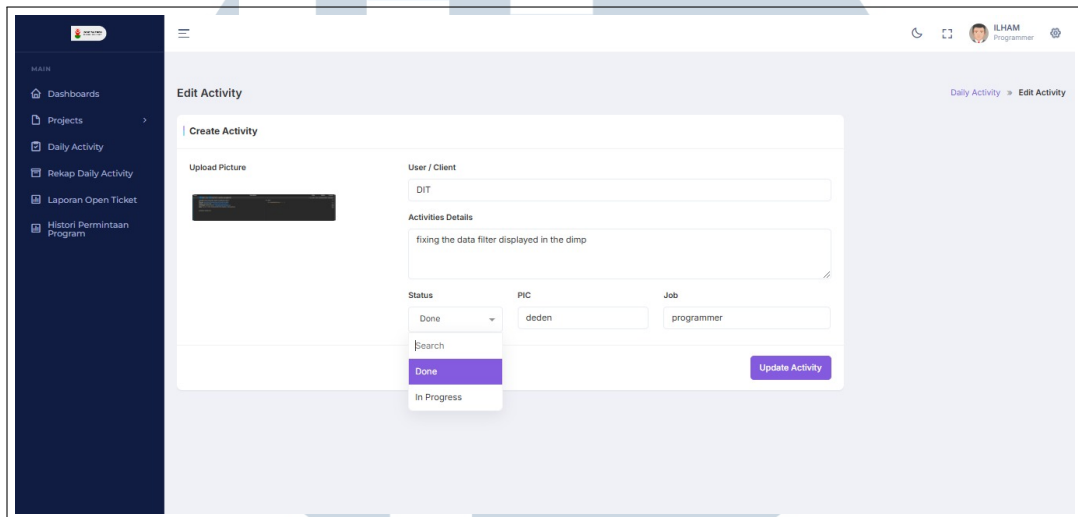 ILHAM
Programmer
MAIN
Dashboards
Projects
Daily Activity
Rekap Daily Activity
Laporan Open Ticket
Histori Permintaan
Program
Edit Activity
Daily Activity » Edit Activity
Create Activity
Upload Picture
User / Client
DIT
Activities Details
fixing the data filter displayed in the dimp
Status PIC Job
Done deden programmer
Search
Done
In Progress
Update Activity